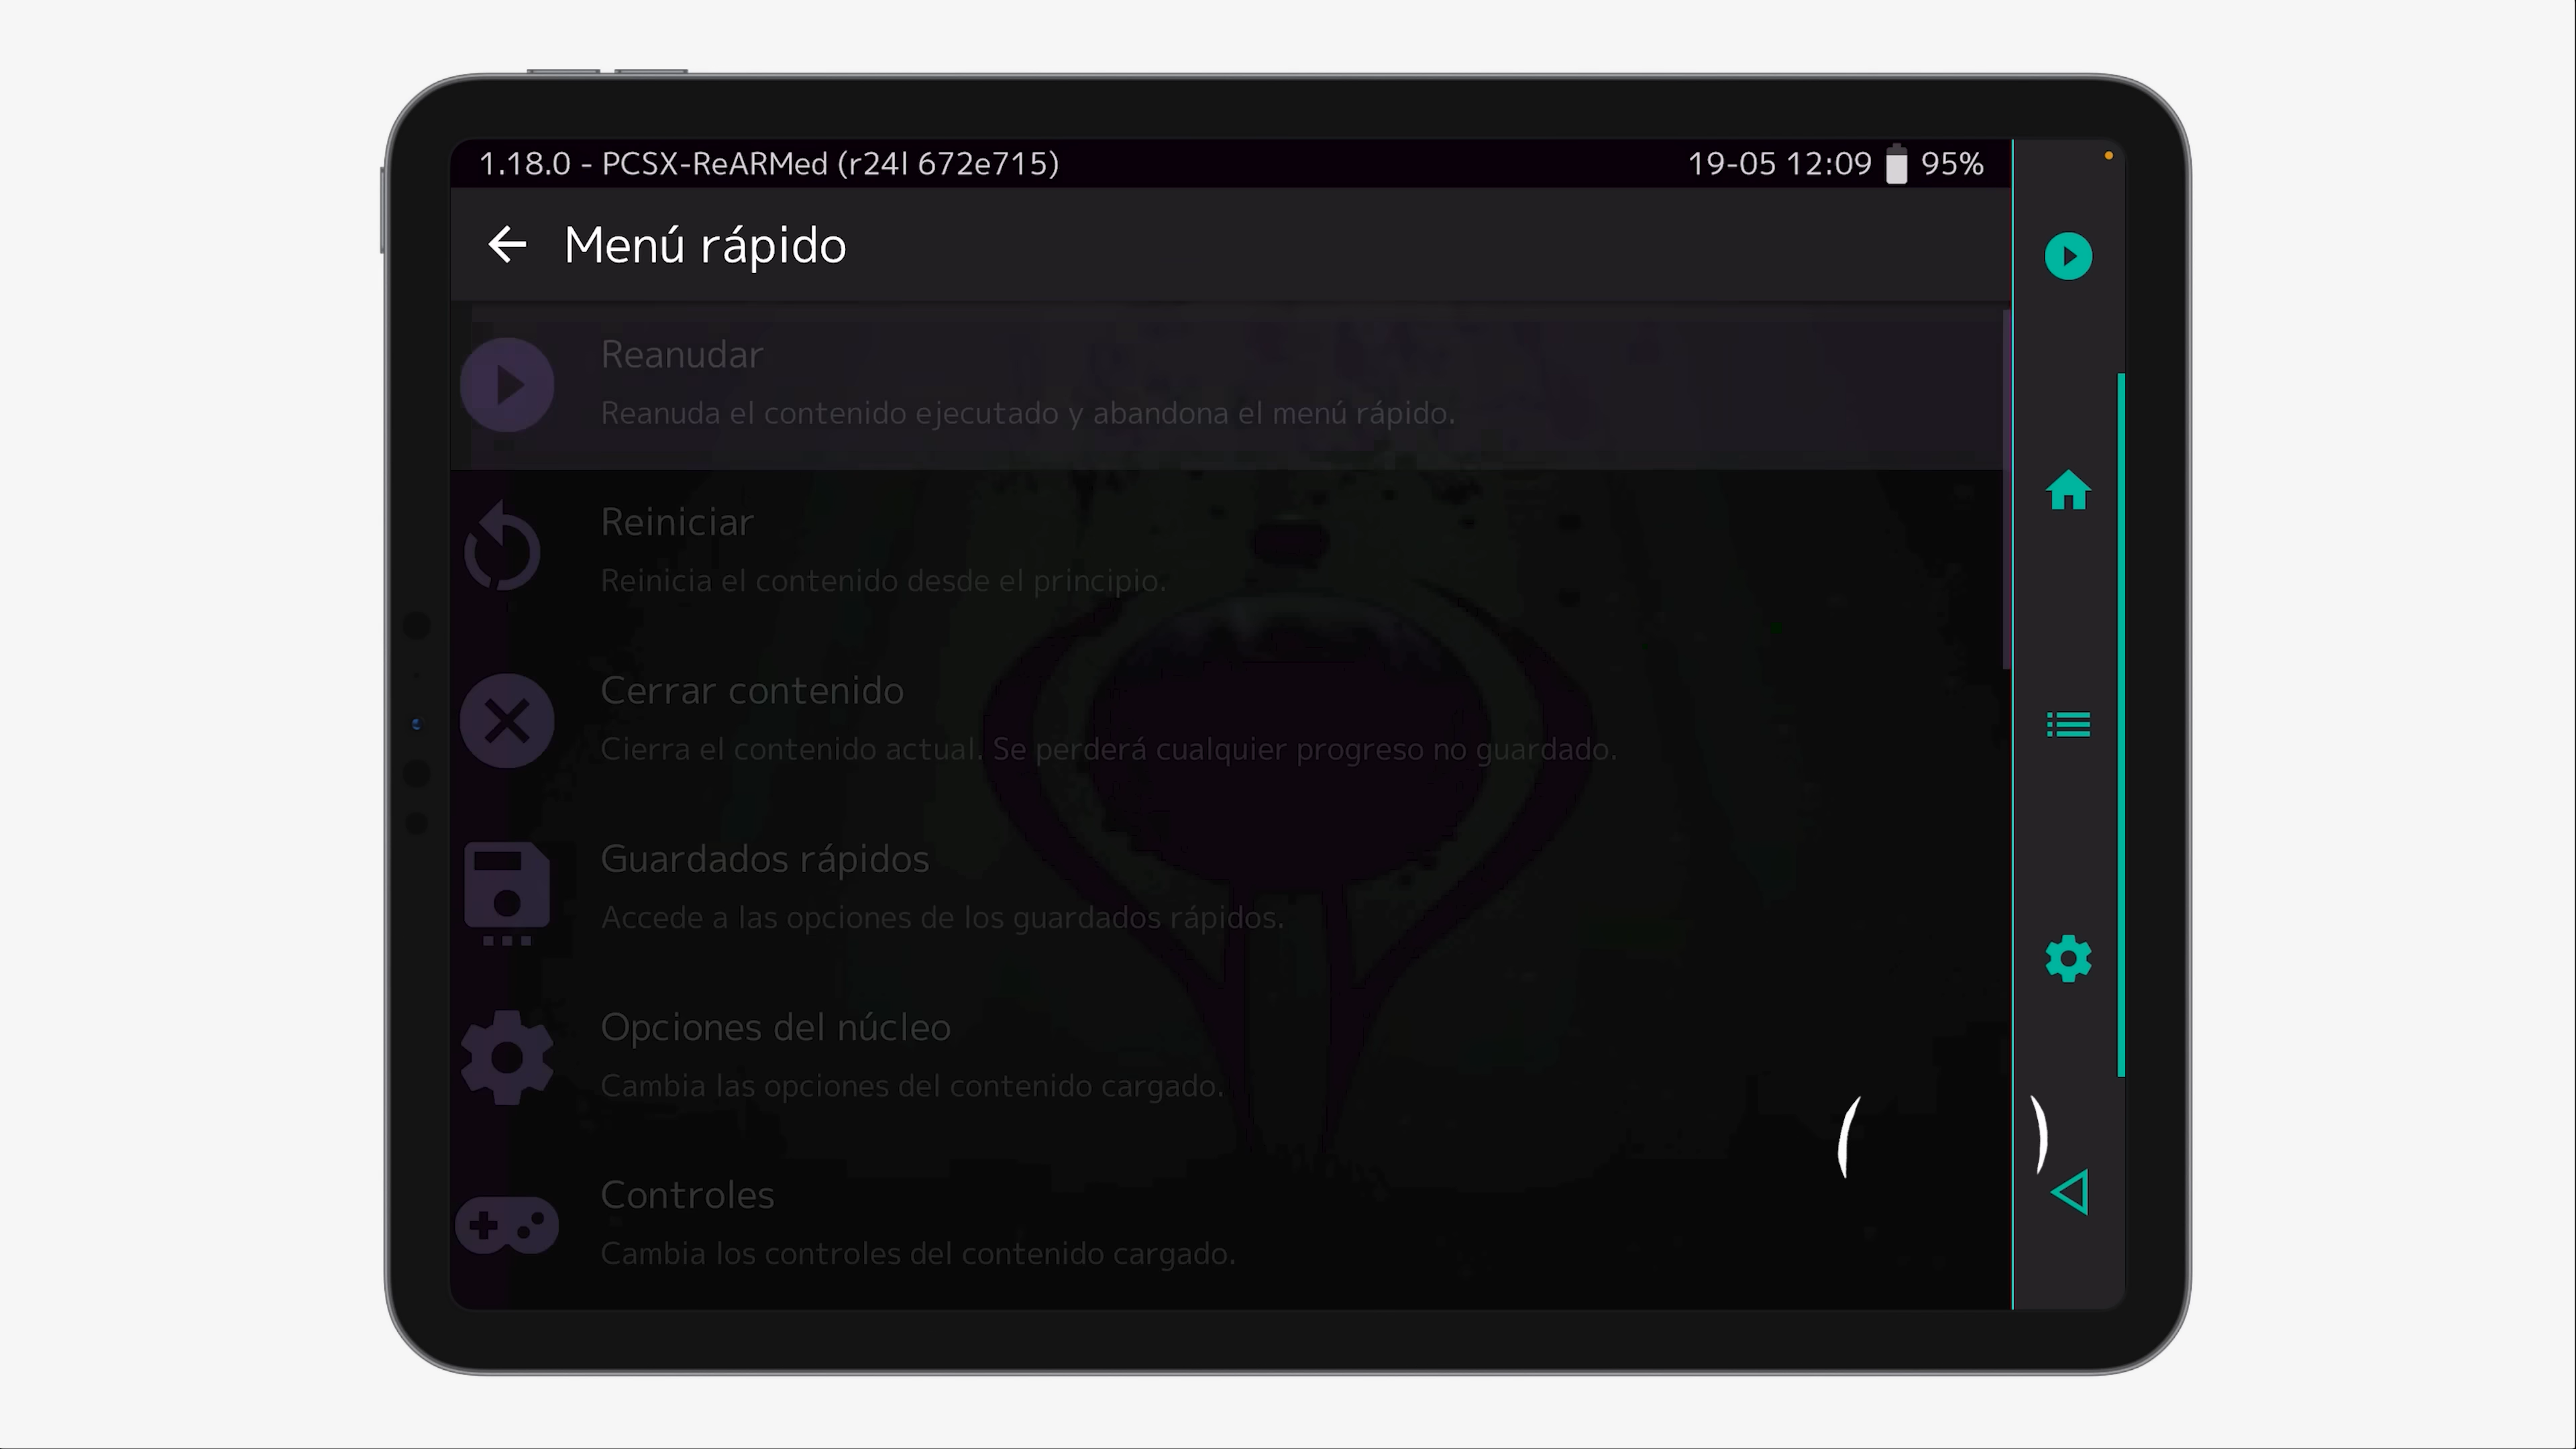 1.18.0 - PCSX-ReARMed (r24l 672e715)
19-05 12:09
95%
Menú rápido
Reanudar
Reanuda el contenido ejecutado y abandona el menú rápido.
Reiniciar
Reinicia el contenido desde el principio.
Cerrar contenido
Cierra el contenido actual. Se perderá cualquier progreso no guardado.
Guardados rápidos
Accede a las opciones de los guardados rápidos.
Opciones del núcleo
Cambia las opciones del contenido cargado.
Controles
Cambia los controles del contenido cargado.